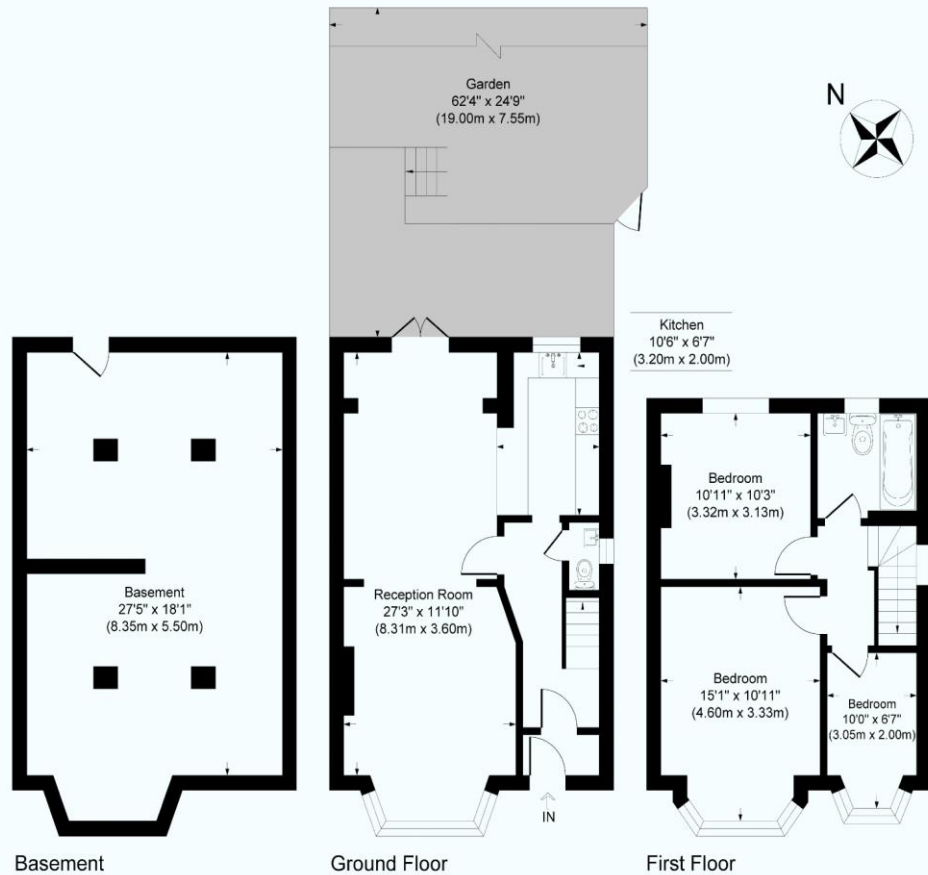 Garden
62'4" x 24'9"
(19.00m x 7.55m)
N
Kitchen
10'6" x 6'7"
(3.20m x 2.00m)
Basement
27'5" x 18'1"
(8.35m x 5.50m)
Reception Room
27'3" x 11'10"
(8.31m x 3.60m)
Bedroom
10'11" x 10'3"
(3.32m x 3.13m)
Bedroom
15'1" x 10'11"
(4.60m x 3.33m)
Bedroom
10'0" x 6'7"
(3.05m x 2.00m)
IN
Basement
Ground Floor
First Floor